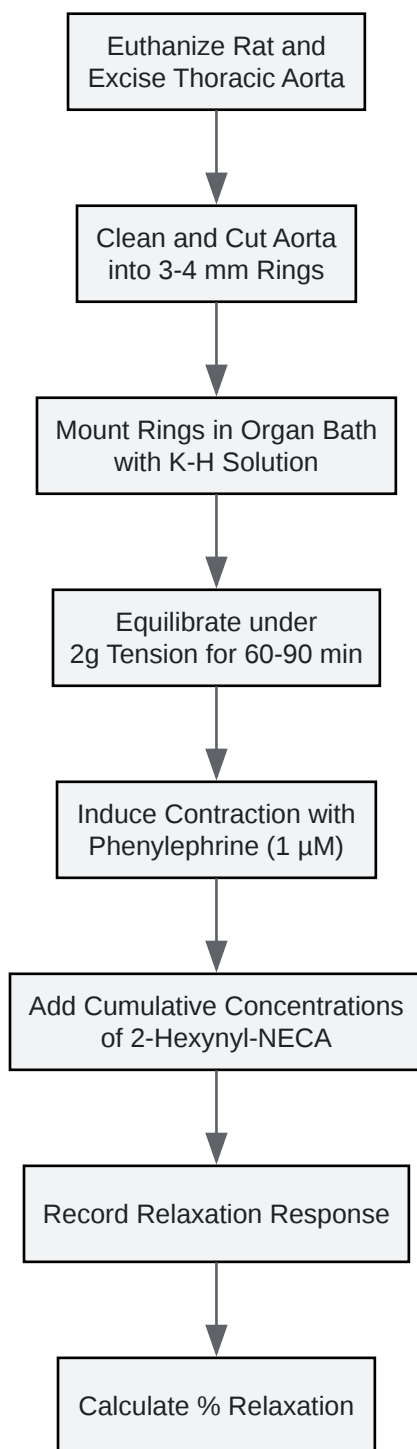 Euthanize Rat and
Excise Thoracic Aorta
Clean and Cut Aorta
into 3-4 mm Rings
Mount Rings in Organ Bath
with K-H Solution
Equilibrate under
2g Tension for 60-90 min
Induce Contraction with
Phenylephrine (1 µM)
Add Cumulative Concentrations
of 2-Hexynyl-NECA
Record Relaxation Response
Calculate % Relaxation